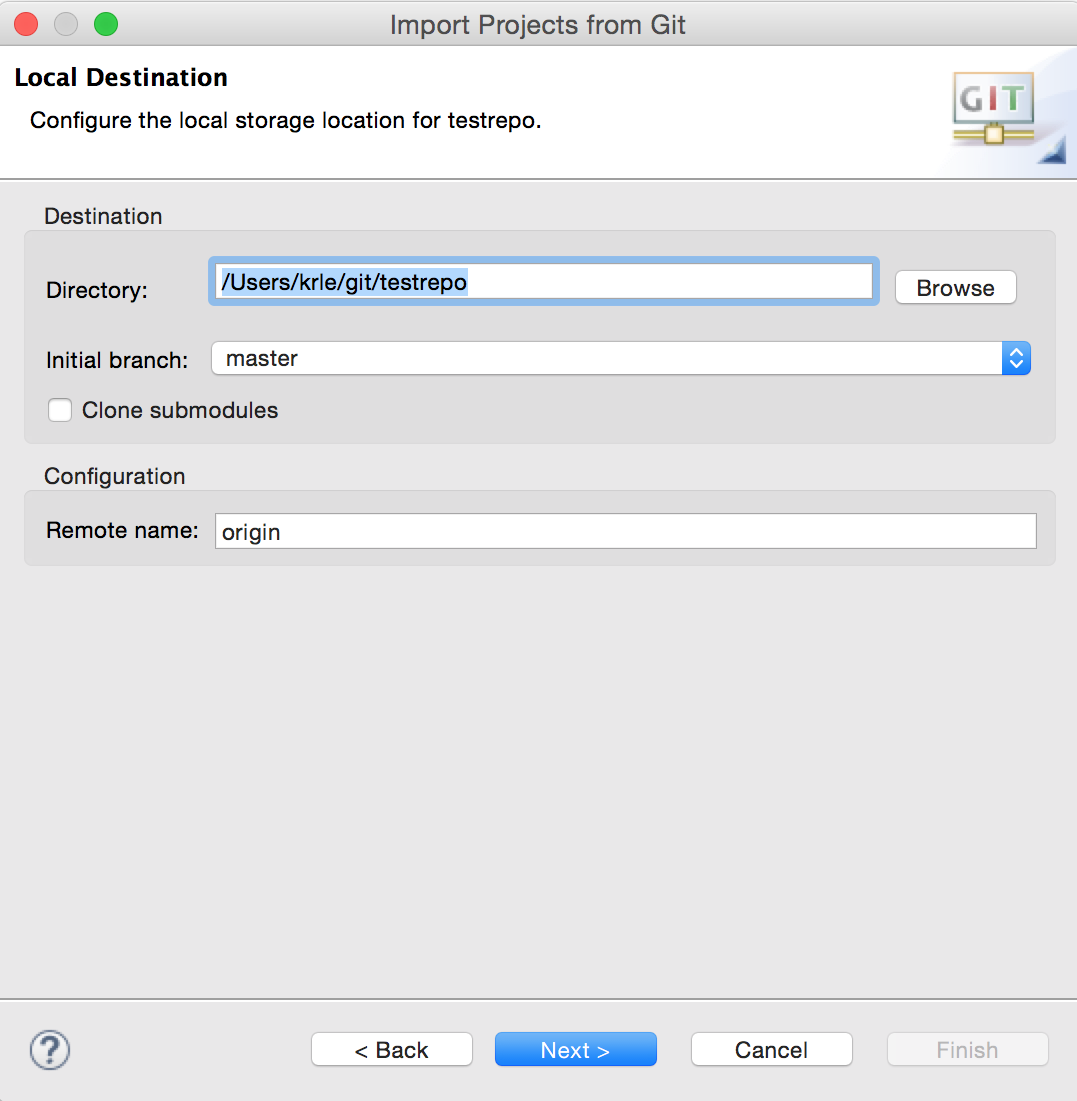 Import Projects from Git
Local Destination
Configure the local storage location for testrepo.
GIT
Destination
Directory: /Users/krle/git/testrepo Browse
Initial branch: master
Clone submodules
Configuration
Remote name: origin
? < Back Next > Cancel Finish